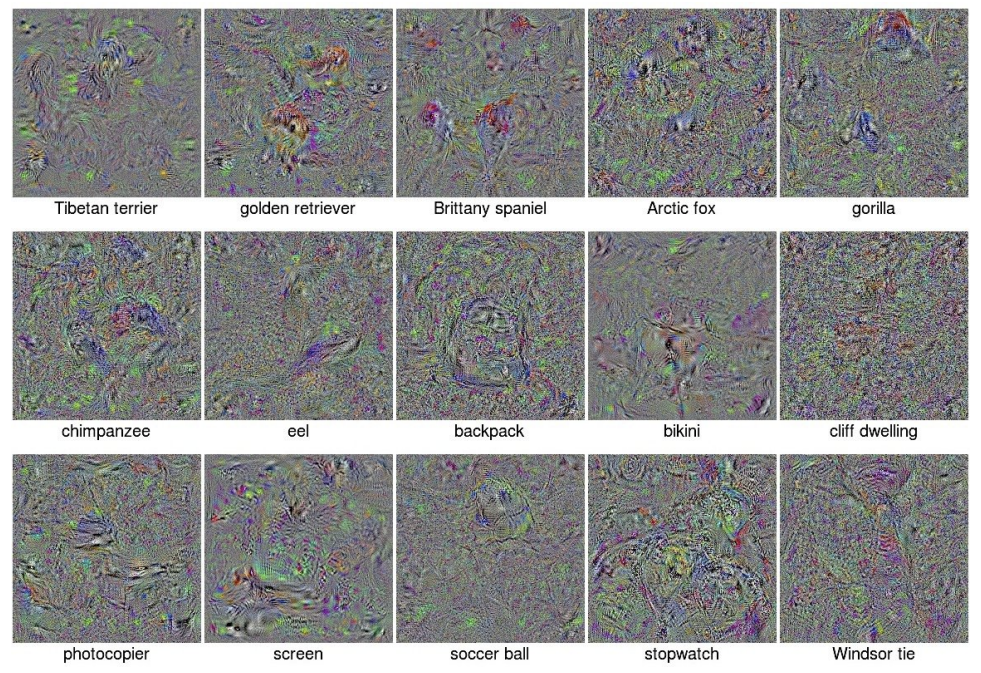 Tibetan terrier golden retriever Brittany spaniel Arctic fox gorilla
chimpanzee eel backpack bikini cliff dwelling
photocopier screen soccer ball stopwatch Windsor tie